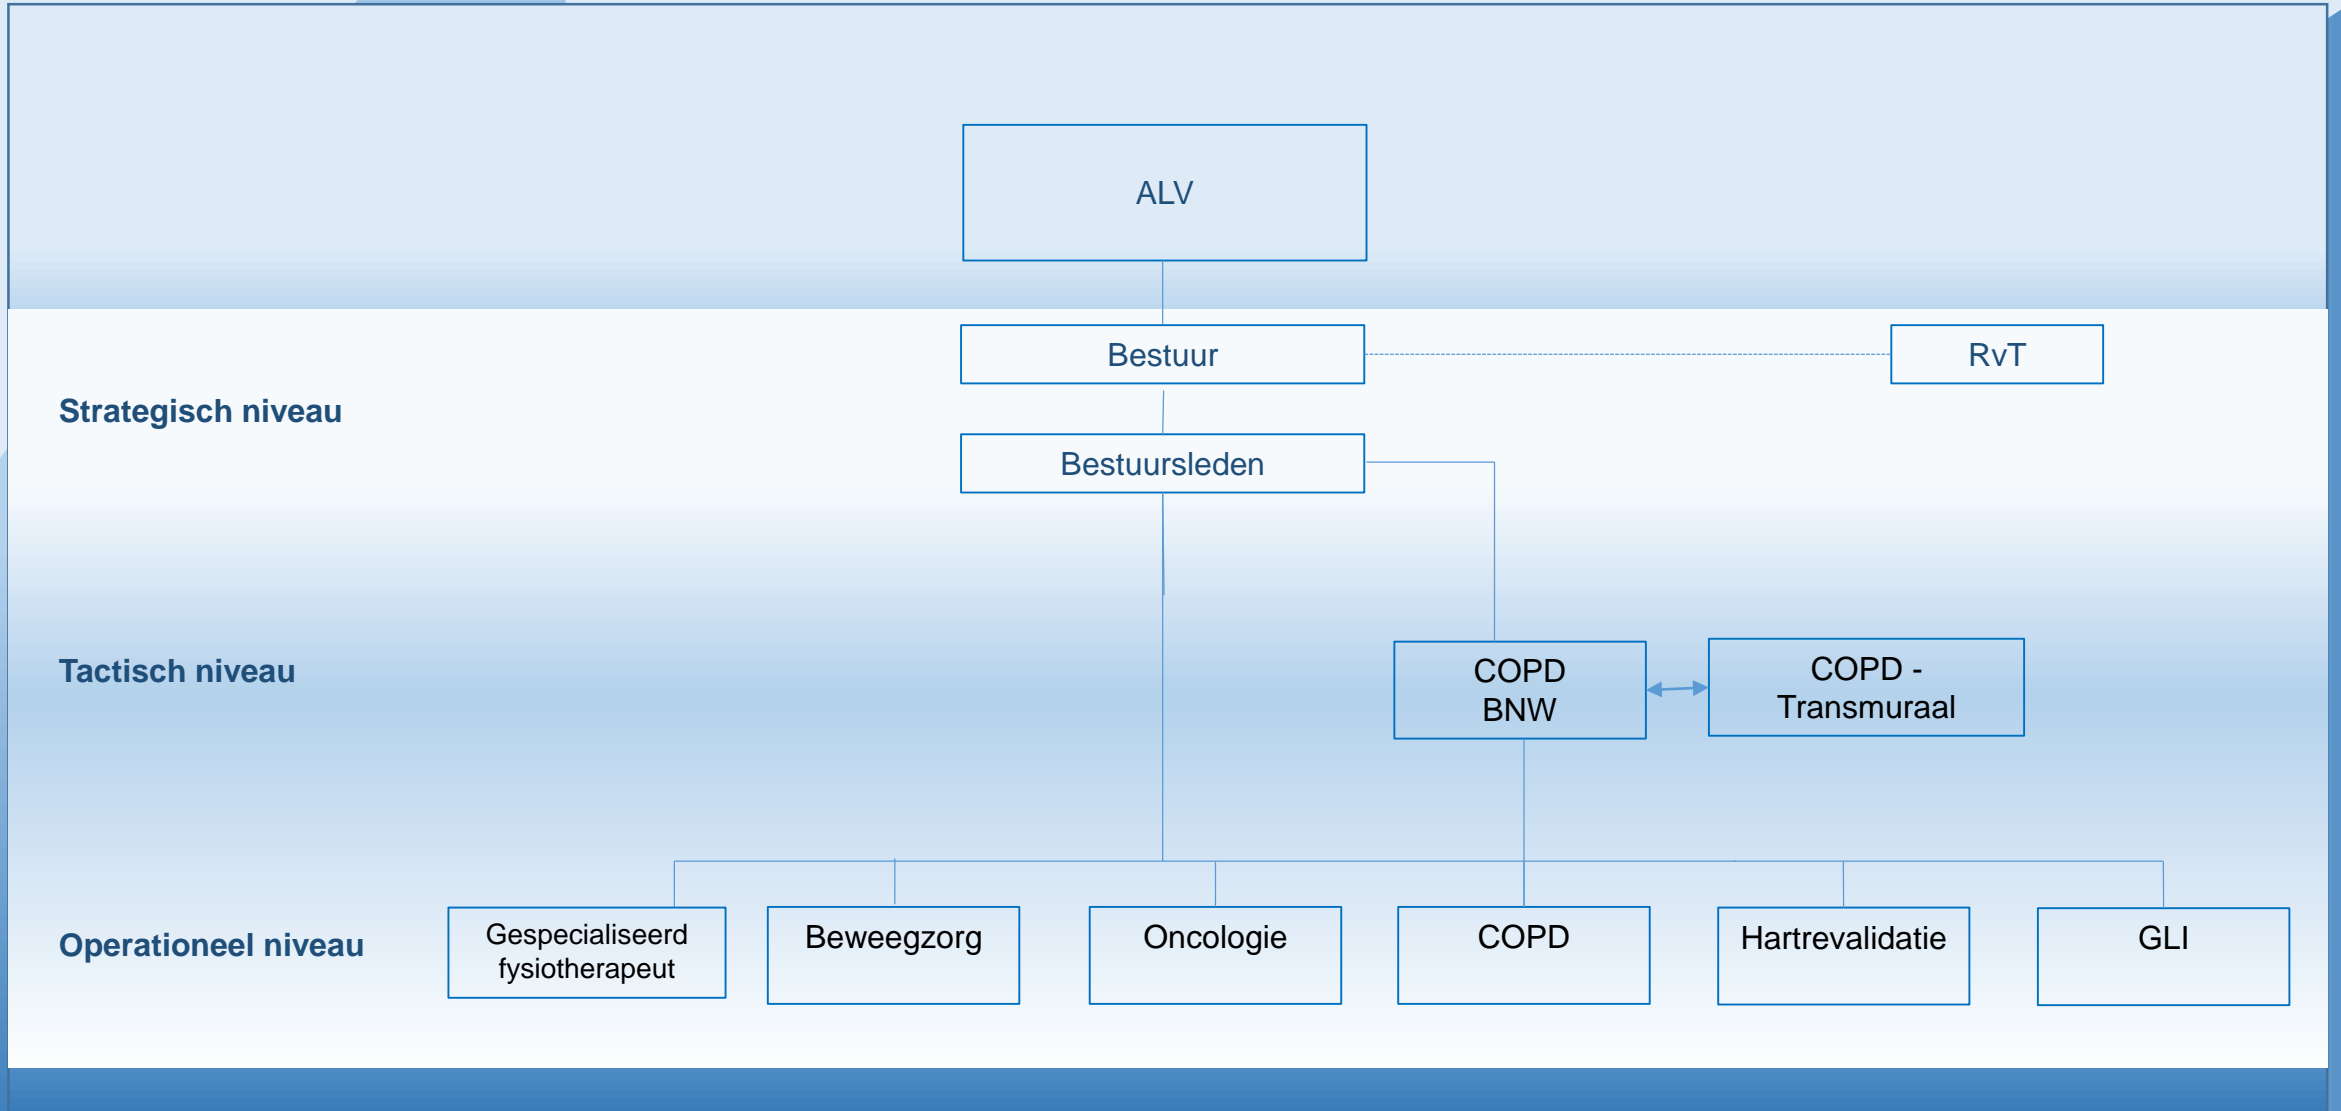 ALV
Bestuur
RvT
Strategisch niveau
Bestuursleden
Tactisch niveau
COPD
BNW
COPD -
Transmuraal
Operationeel niveau
Gespecialiseerd
fysiotherapeut
Beweegzorg
Oncologie
COPD
Hartrevalidatie
GLI